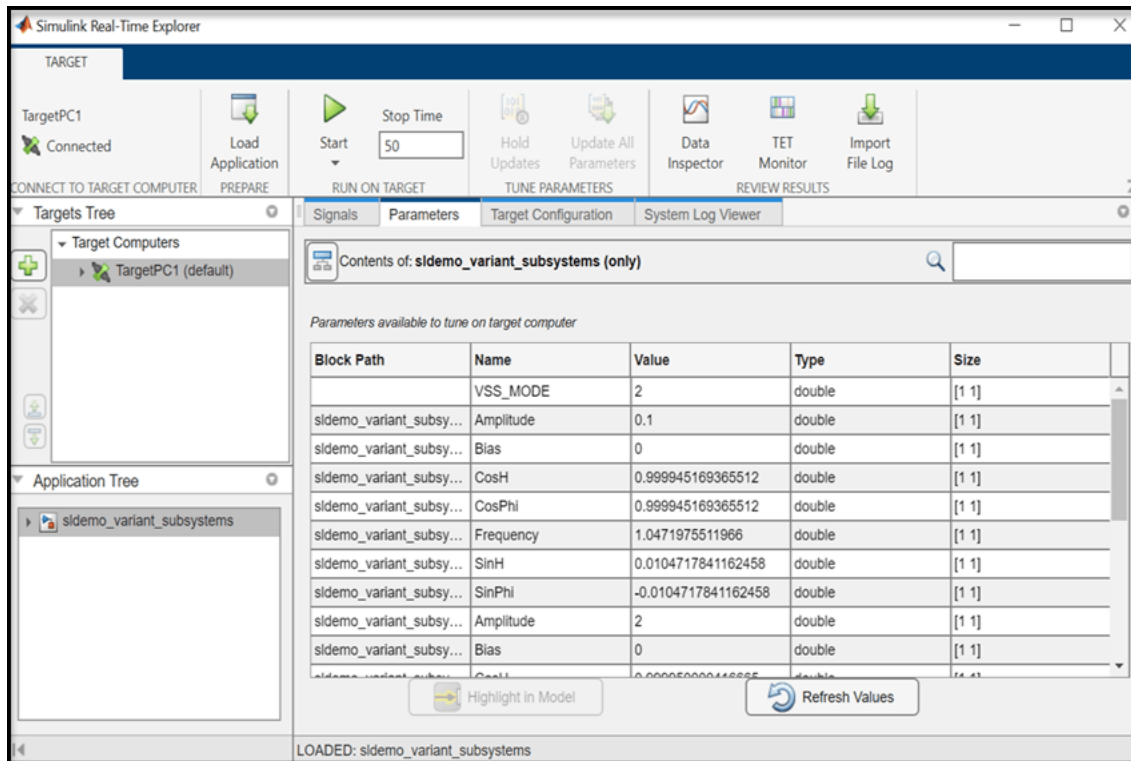 Simulink Real-Time Explorer
TARGET
TargetPC1
Connected
CONNECT TO TARGET COMPUTER
Load
Application
PREPARE
Start
Stop Time
50
RUN ON TARGET
Hold
Updates
Update All
Parameters
TUNE PARAMETERS
Data
Inspector
TET
Monitor
Import
File Log
REVIEW RESULTS
Targets Tree
Target Computers
TargetPC1 (default)
Application Tree
sldemo_variant_subsystems
Signals Parameters Target Configuration System Log Viewer
Contents of: sldemo_variant_subsystems (only)
Parameters available to tune on target computer
Block Path Name Value Type Size
VSS_MODE 2 double [1 1]
sldemo_variant_subsy... Amplitude 0.1 double [1 1]
sldemo_variant_subsy... Bias 0 double [1 1]
sldemo_variant_subsy... CosH 0.999945169365512 double [1 1]
sldemo_variant_subsy... CosPhi 0.999945169365512 double [1 1]
sldemo_variant_subsy... Frequency 1.0471975511966 double [1 1]
sldemo_variant_subsy... SinH 0.0104717841162458 double [1 1]
sldemo_variant_subsy... SinPhi -0.0104717841162458 double [1 1]
sldemo_variant_subsy... Amplitude 2 double [1 1]
sldemo_variant_subsy... Bias 0 double [1 1]
Highlight in Model
Refresh Values
LOADED: sldemo_variant_subsystems